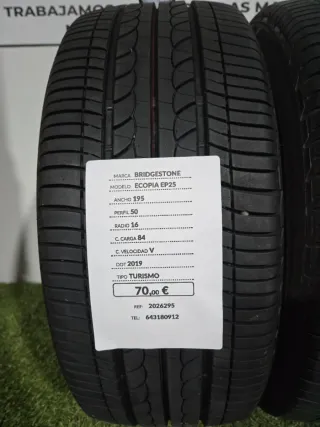 TRABAJAMOS
AS MA
MARCA BRIDGESTONE
MODELO: ECOPIA EP25
ANCHO 195
PERFIL 50
RADIO 16
C. CARGA 84
C. VELOCIDAD V
DOT 2019
TIPO TURISMO
70,00 €
REF: 2026295
TEL: 643180912